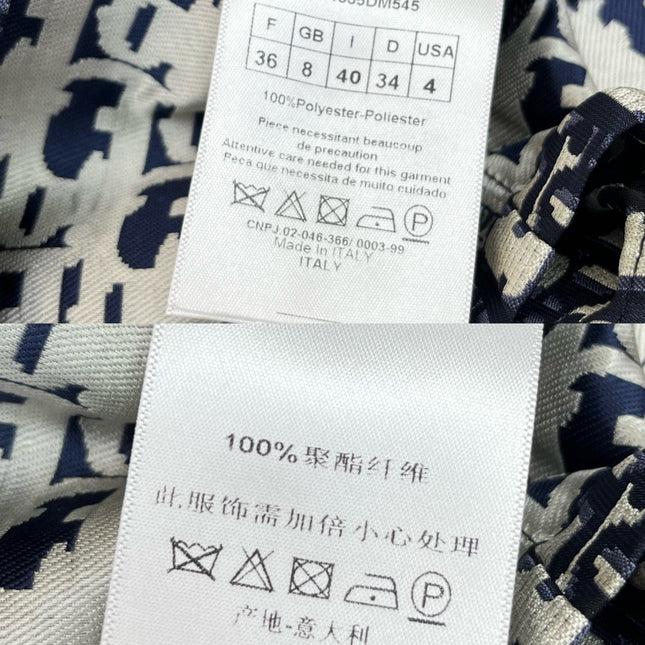 F GB I D USA
36 8 40 34 4
100%Polyester-Poliester
Piece necessitant beaucoup
de precaution
Attentive care needed for this garment
Peca que necessita de muito cuidado
P
CNPJ.02-046-366/ 0003-99
Made In ITALY
ITALY
100%聚酯纤维
此服饰需加倍小心处理
P
产地-意大利